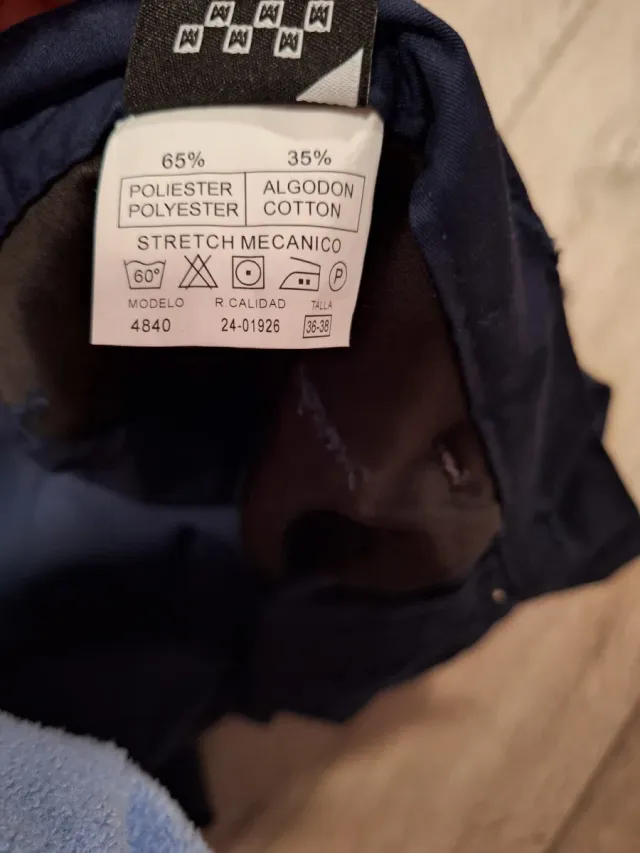 65% 35%
POLIESTER ALGODON
POLYESTER COTTON
STRETCH MECANICO
60° P
MODELO R.CALIDAD TALLA
4840 24-01926 36-38